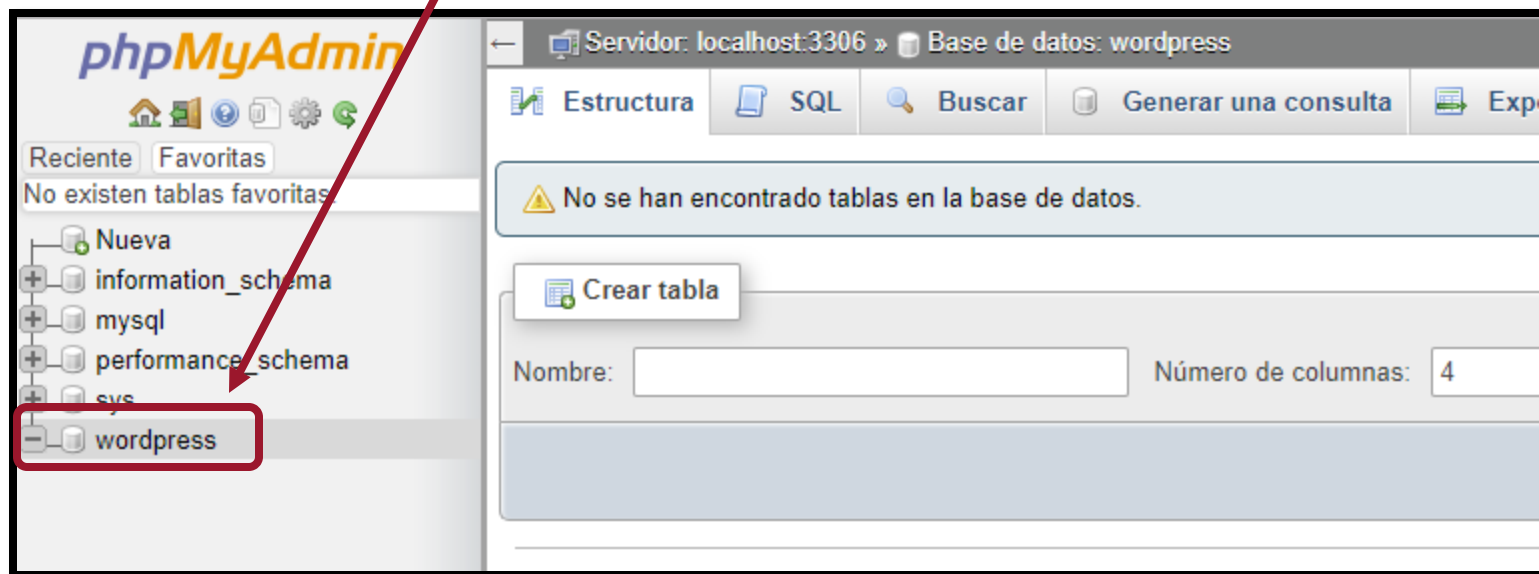 phpMyAdmin
Reciente Favoritas
No existen tablas favoritas.
Nueva
information_schema
mysql
performance_schema
sys
wordpress
← Servidor: localhost:3306 » Base de datos: wordpress
Estructura SQL Buscar Generar una consulta Exp
No se han encontrado tablas en la base de datos.
Crear tabla
Nombre: Número de columnas: 4